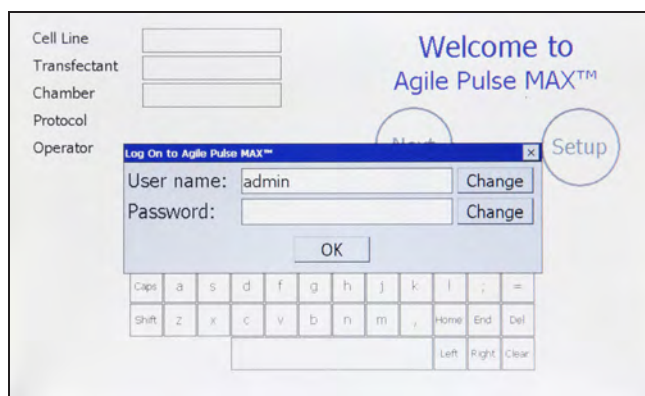 Cell Line
Transfectant
Chamber
Protocol
Operator
Welcome to
Agile Pulse MAX™
Next
Setup
Log On to Agile Pulse MAX™
×
User name: admin Change
Password: Change
OK
Caps a s d f g h j k l ; =
Shift z x c v b n m , Home End Del
Left Right Clear